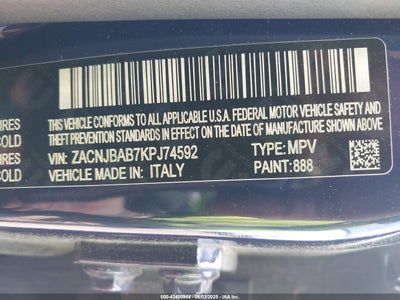 THIS VEHICLE CONFORMS TO ALL APPLICABLE U.S.A. FEDERAL MOTOR VEHICLE SAFETY AND
IRES
COLD
THEFT PREVENTION STANDARDS IN EFFECT ON THE DATE OF MANUFACTURE SHOWN ABOVE.
VIN: ZACNJBAB7KPJ74592 TYPE: MPV
IRES
COLD
VEHICLE MADE IN: ITALY PAINT: 888
000-42400944 06/03/2025 - IAA Inc.